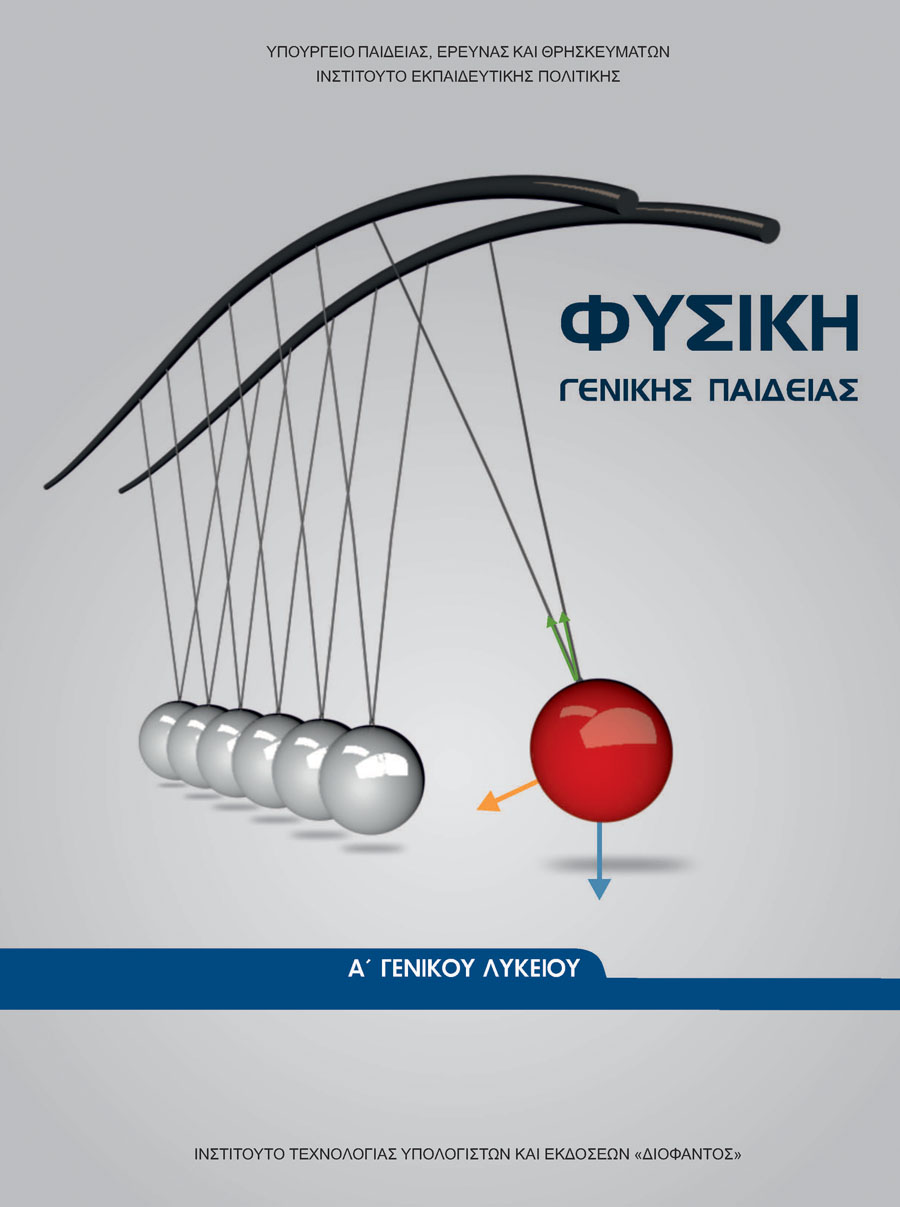 ΥΠΟΥΡΓΕΙΟ ΠΑΙΔΕΙΑΣ, ΕΡΕΥΝΑΣ ΚΑΙ ΘΡΗΣΚΕΥΜΑΤΩΝ
ΙΝΣΤΙΤΟΥΤΟ ΕΚΠΑΙΔΕΥΤΙΚΗΣ ΠΟΛΙΤΙΚΗΣ
ΦΥΣΙΚΗ
ΓΕΝΙΚΗΣ ΠΑΙΔΕΙΑΣ
Α΄ ΓΕΝΙΚΟΥ ΛΥΚΕΙΟΥ
ΙΝΣΤΙΤΟΥΤΟ ΤΕΧΝΟΛΟΓΙΑΣ ΥΠΟΛΟΓΙΣΤΩΝ ΚΑΙ ΕΚΔΟΣΕΩΝ «ΔΙΟΦΑΝΤΟΣ»